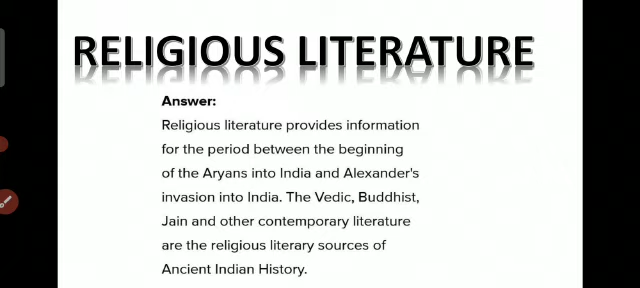 RELIGIOUS LITERATURE
Answer:
Religious literature provides information
for the period between the beginning
of the Aryans into India and Alexander's
invasion into India. The Vedic, Buddhist,
Jain and other contemporary literature
are the religious literary sources of
Ancient Indian History.